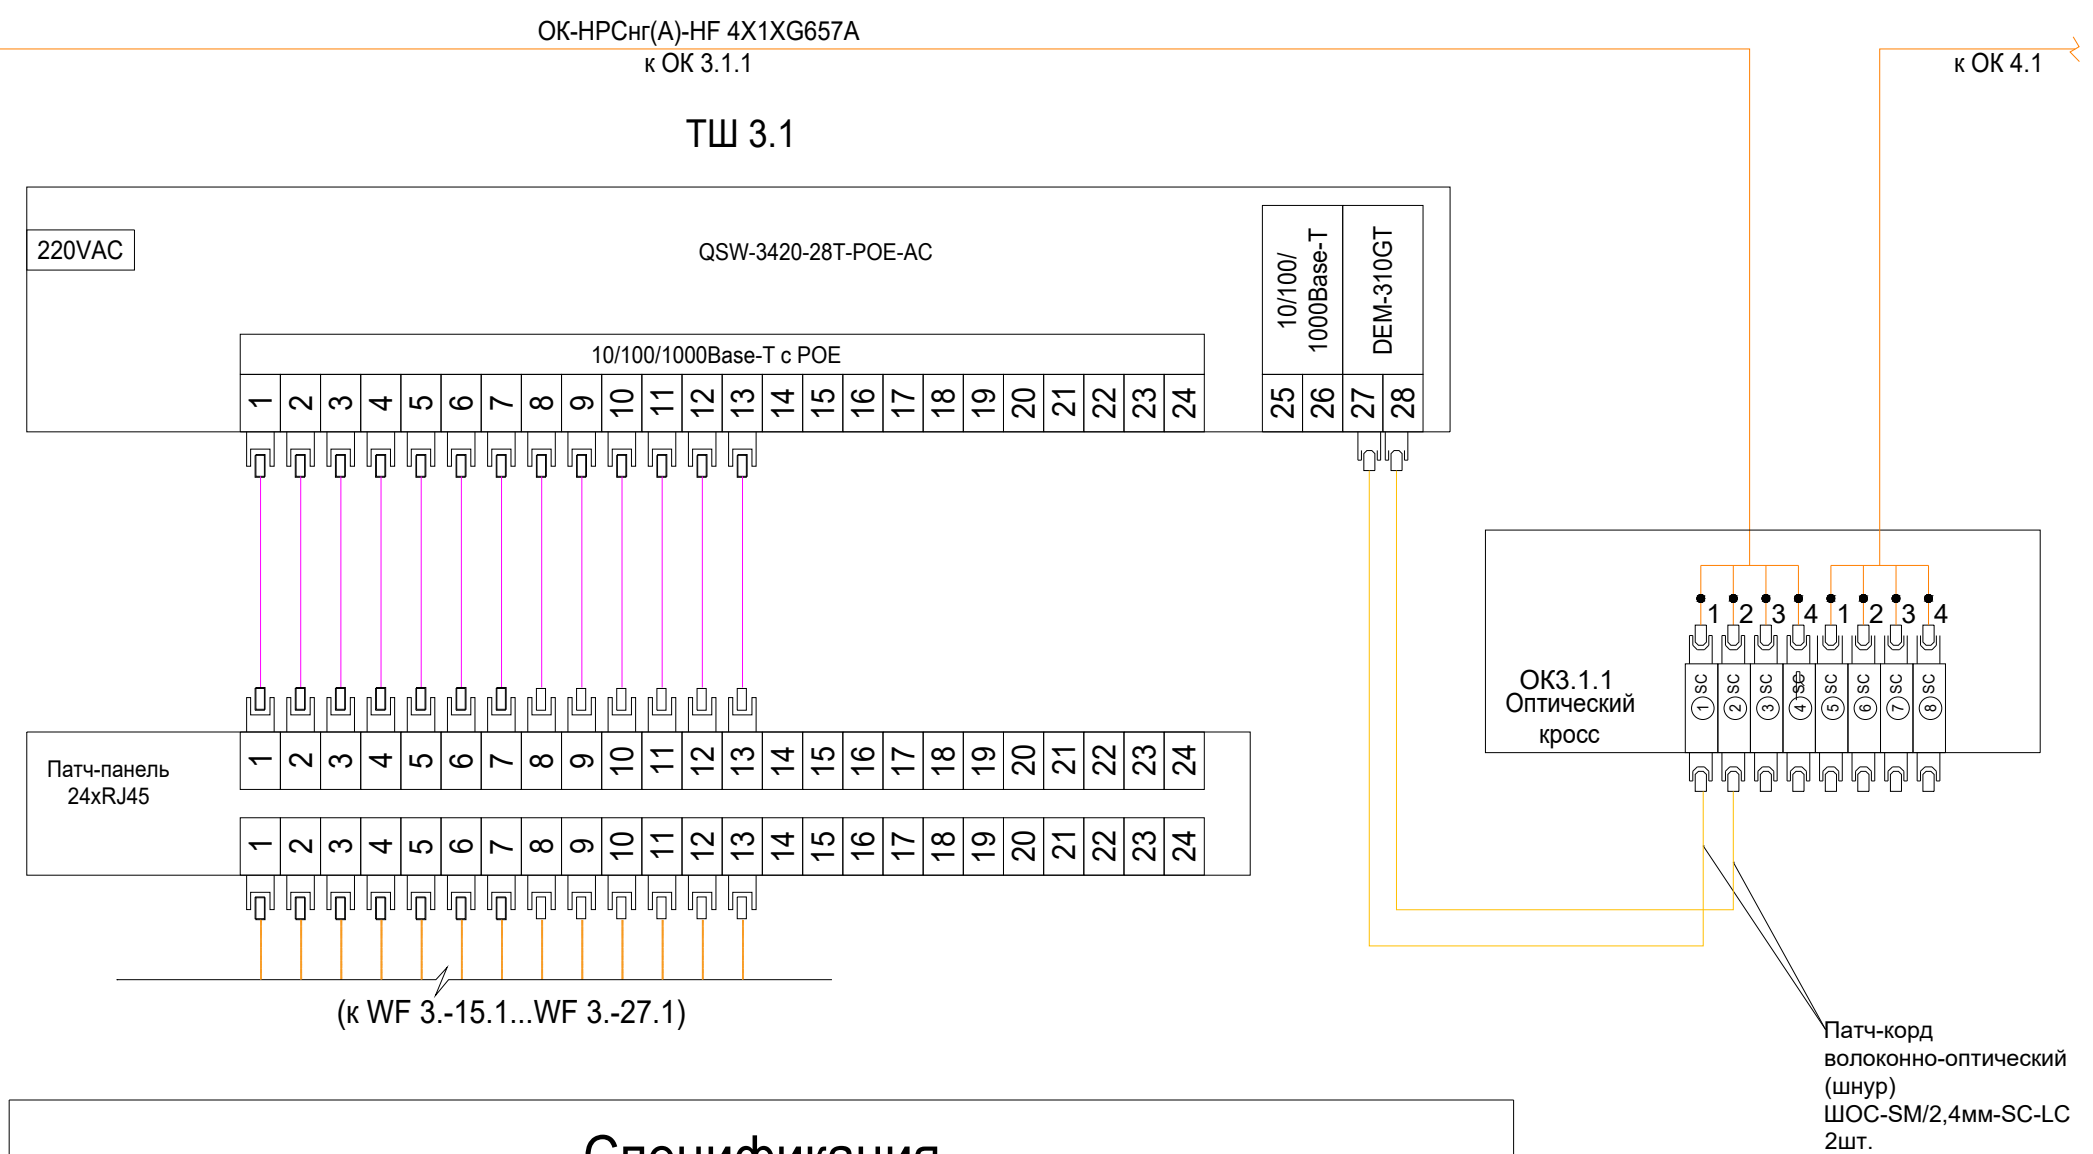 ОК-НРСнг(А)-HF 4X1XG657A
к ОК 3.1.1
к ОК 4.1
ТШ 3.1
220VAC
QSW-3420-28T-POE-AC
10/100/
1000Base-T
DEM-310GT
10/100/1000Base-T с POE
1 2 3 4 5 6 7 8 9 10 11 12 13 14 15 16 17 18 19 20 21 22 23 24
25 26 27 28
1 2 3 4 1 2 3 4
ОК3.1.1
Оптический
кросс
1 SC
2 SC
3 SC
4 SC
5 SC
6 SC
7 SC
8 SC
Патч-панель
24xRJ45
1 2 3 4 5 6 7 8 9 10 11 12 13 14 15 16 17 18 19 20 21 22 23 24
1 2 3 4 5 6 7 8 9 10 11 12 13 14 15 16 17 18 19 20 21 22 23 24
(к WF 3.-15.1...WF 3.-27.1)
Патч-корд
волоконно-оптический
(шнур)
ШОС-SM/2,4мм-SC-LC
2шт.
Спецификация